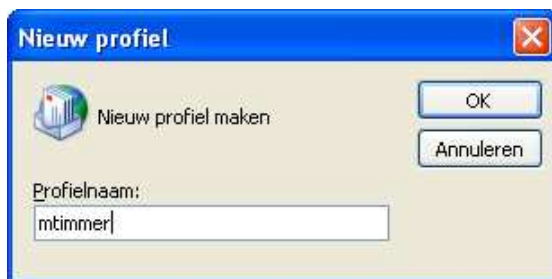 Nieuw profiel
Nieuw profiel maken
OK
Annuleren
Profielnaam:
mtimmer